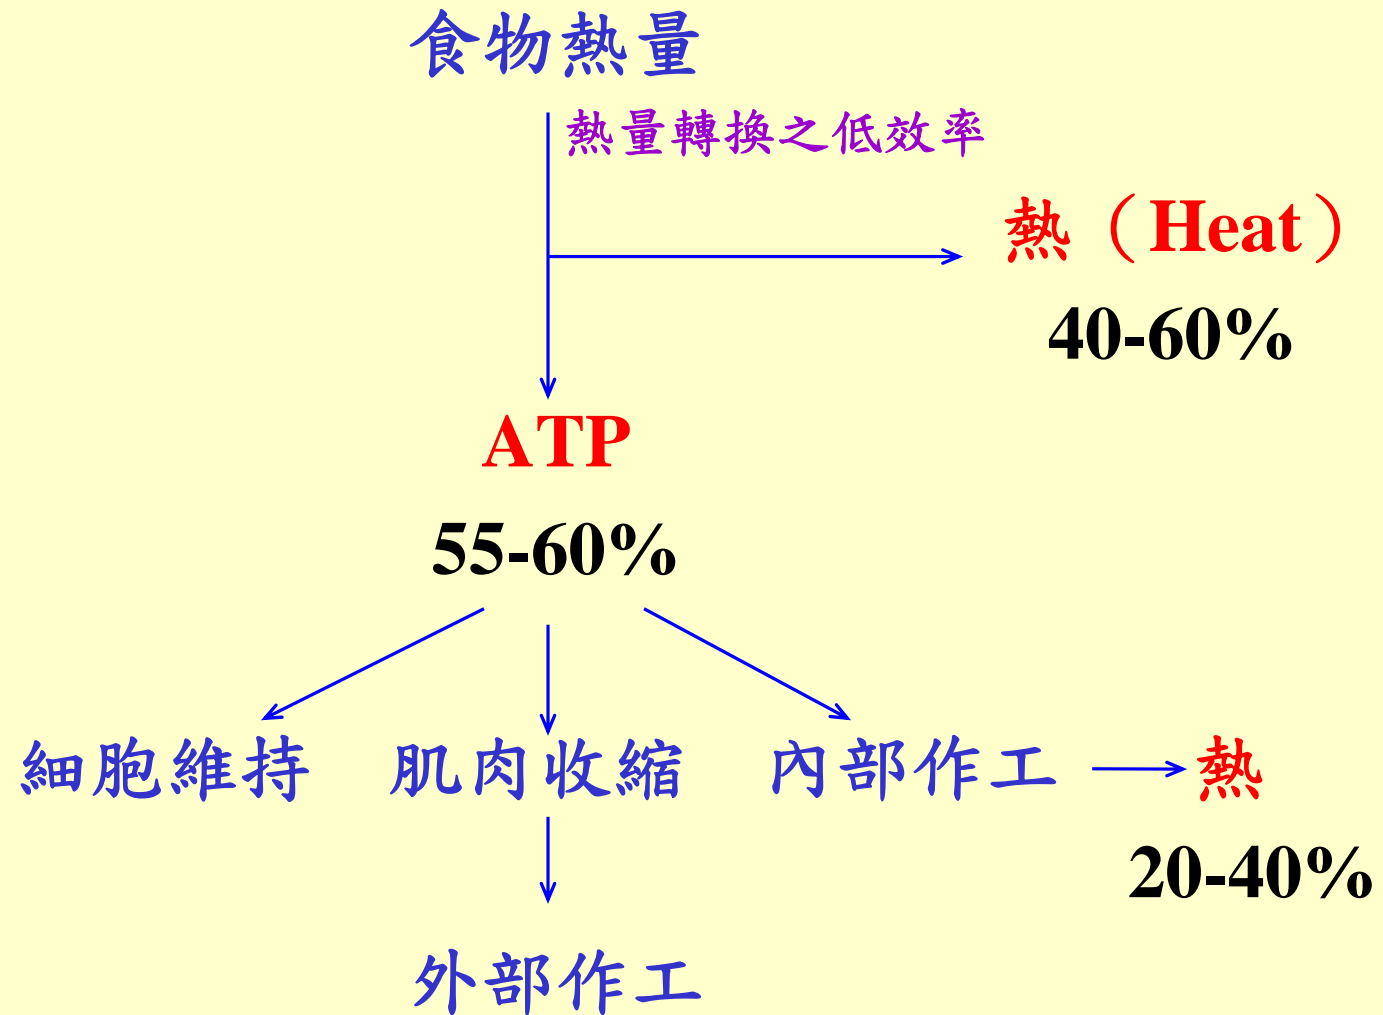 食物熱量
熱量轉換之低效率
熱（Heat）
40-60%
ATP
55-60%
細胞維持 肌肉收縮 內部作工 熱
20-40%
外部作工